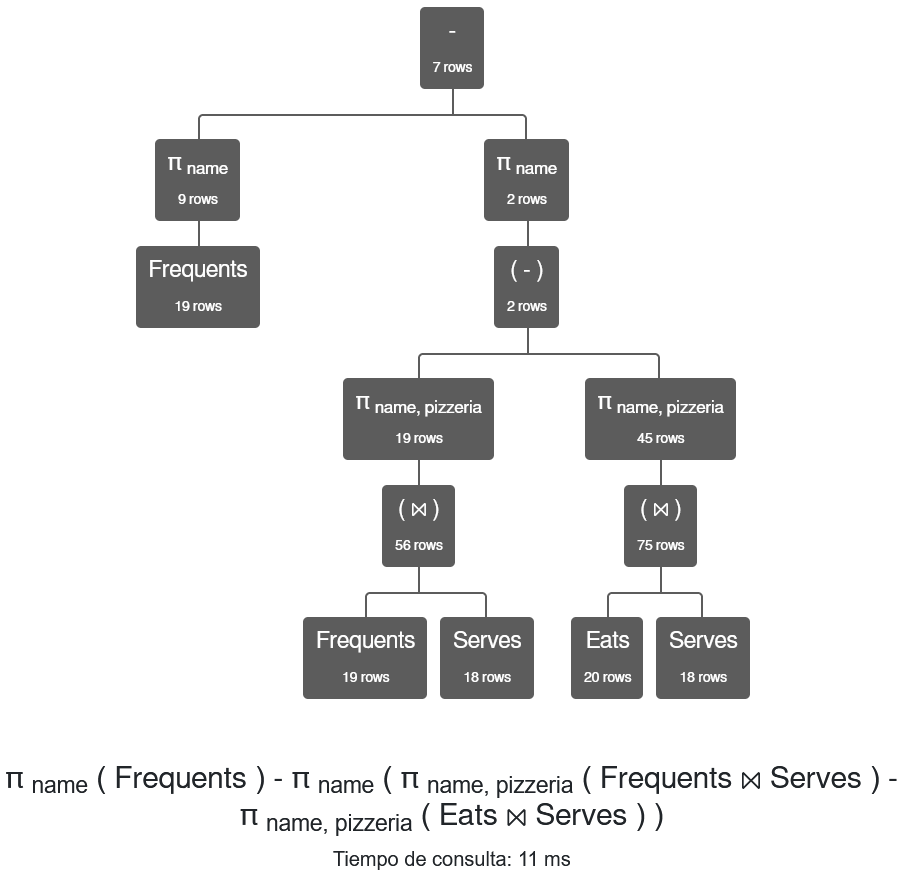 -
7 rows
π name
9 rows
π name
2 rows
Frequents
19 rows
( - )
2 rows
π name, pizzeria
19 rows
π name, pizzeria
45 rows
( ⋈ )
56 rows
( ⋈ )
75 rows
Frequents
19 rows
Serves
18 rows
Eats
20 rows
Serves
18 rows
π name ( Frequents ) - π name ( π name, pizzeria ( Frequents ⋈ Serves ) -
π name, pizzeria ( Eats ⋈ Serves ) )
Tiempo de consulta: 11 ms